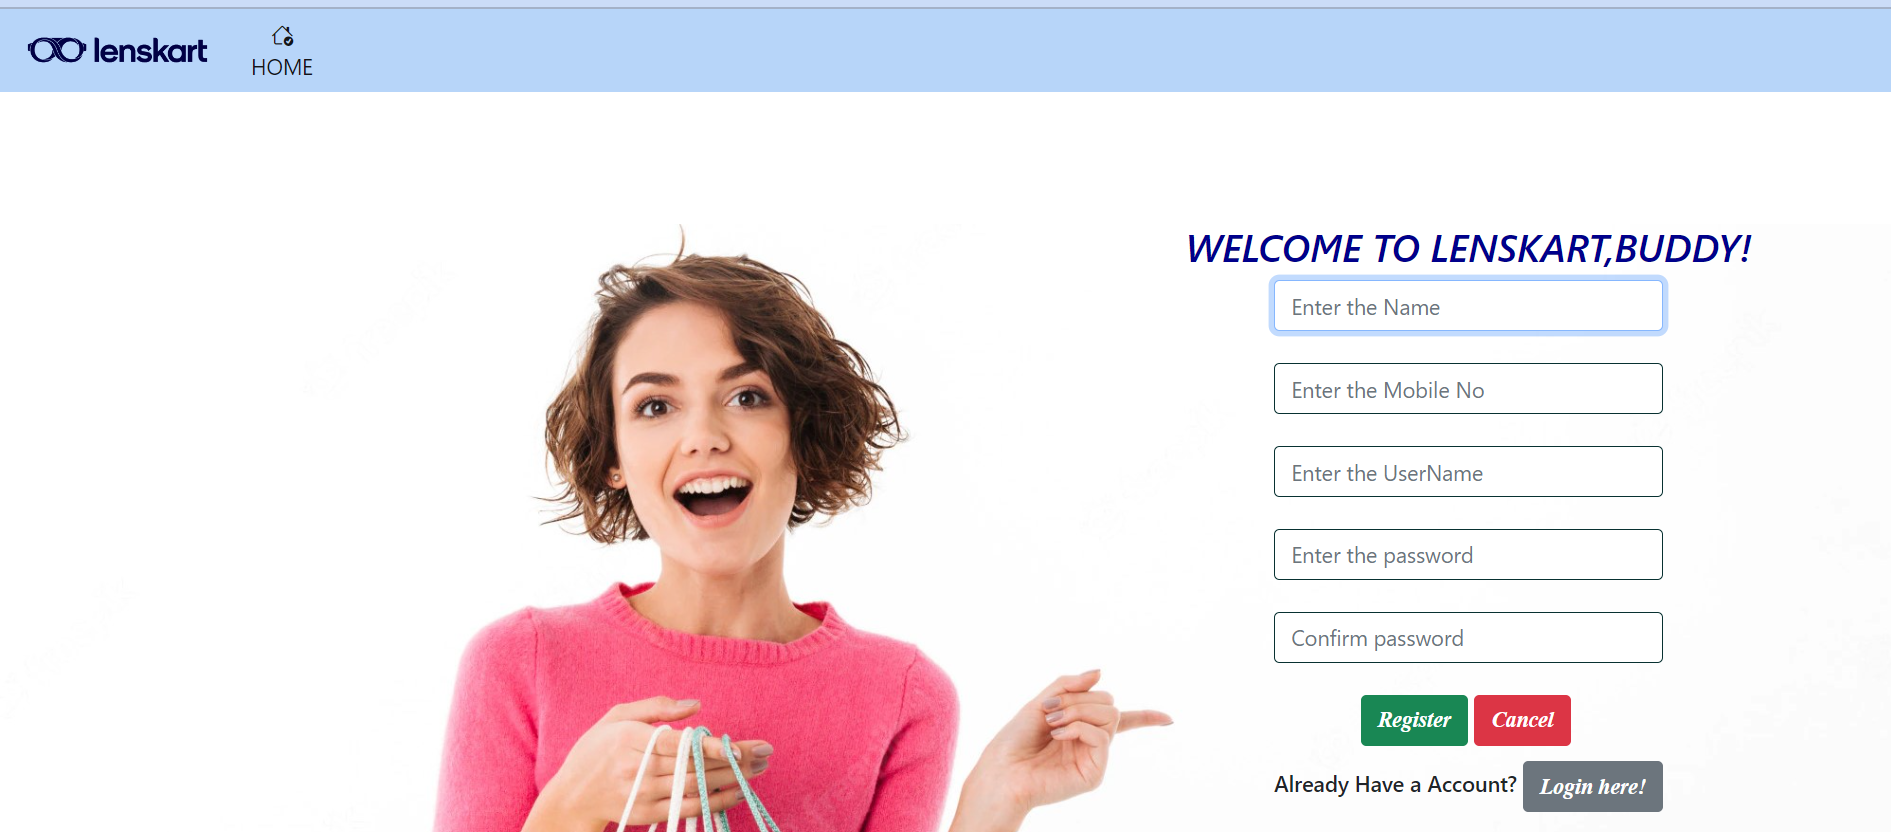 lenskart
HOME
WELCOME TO LENSKART,BUDDY!
Enter the Name
Enter the Mobile No
Enter the UserName
Enter the password
Confirm password
Register Cancel
Already Have a Account? Login here!